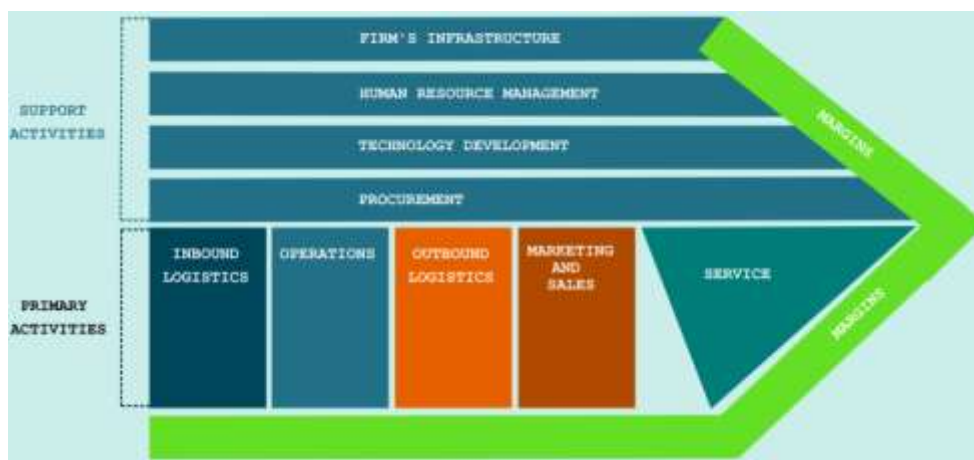 FIRM'S INFRASTRUCTURE
HUMAN RESOURCE MANAGEMENT
TECHNOLOGY DEVELOPMENT
PROCUREMENT
SUPPORT
ACTIVITIES
MARGINS
INBOUND
LOGISTICS
OPERATIONS
OUTBOUND
LOGISTICS
MARKETING
AND
SALES
SERVICE
PRIMARY
ACTIVITIES
MARGINS